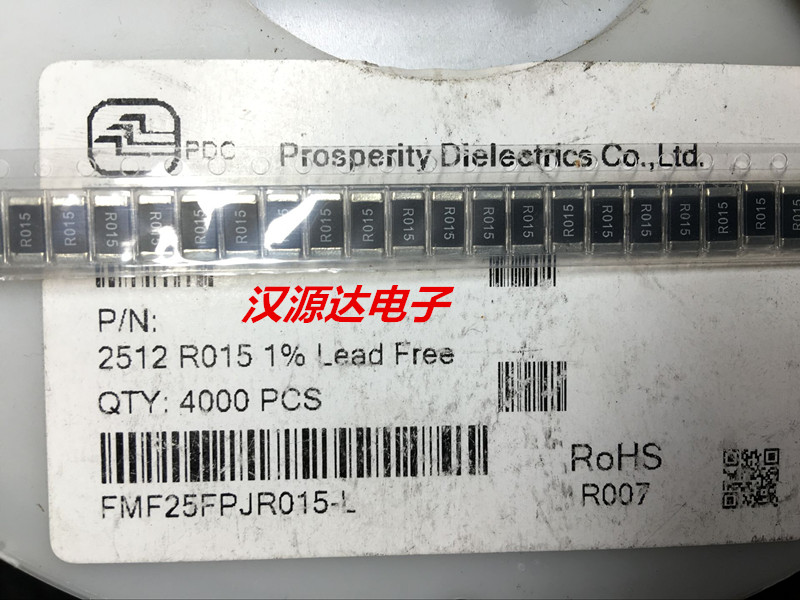 PDC Prosperity Dielectrics Co.,Ltd.
R015 R015 R015 R015 R015 R015 R015 R015 R015 R015 R015 R015 R015 R015 R015 R015 R015 R015 R015 R015
汉源达电子
P/N:
2512 R015 1% Lead Free
QTY: 4000 PCS
RoHS
R007
FMF25FPJR015-L